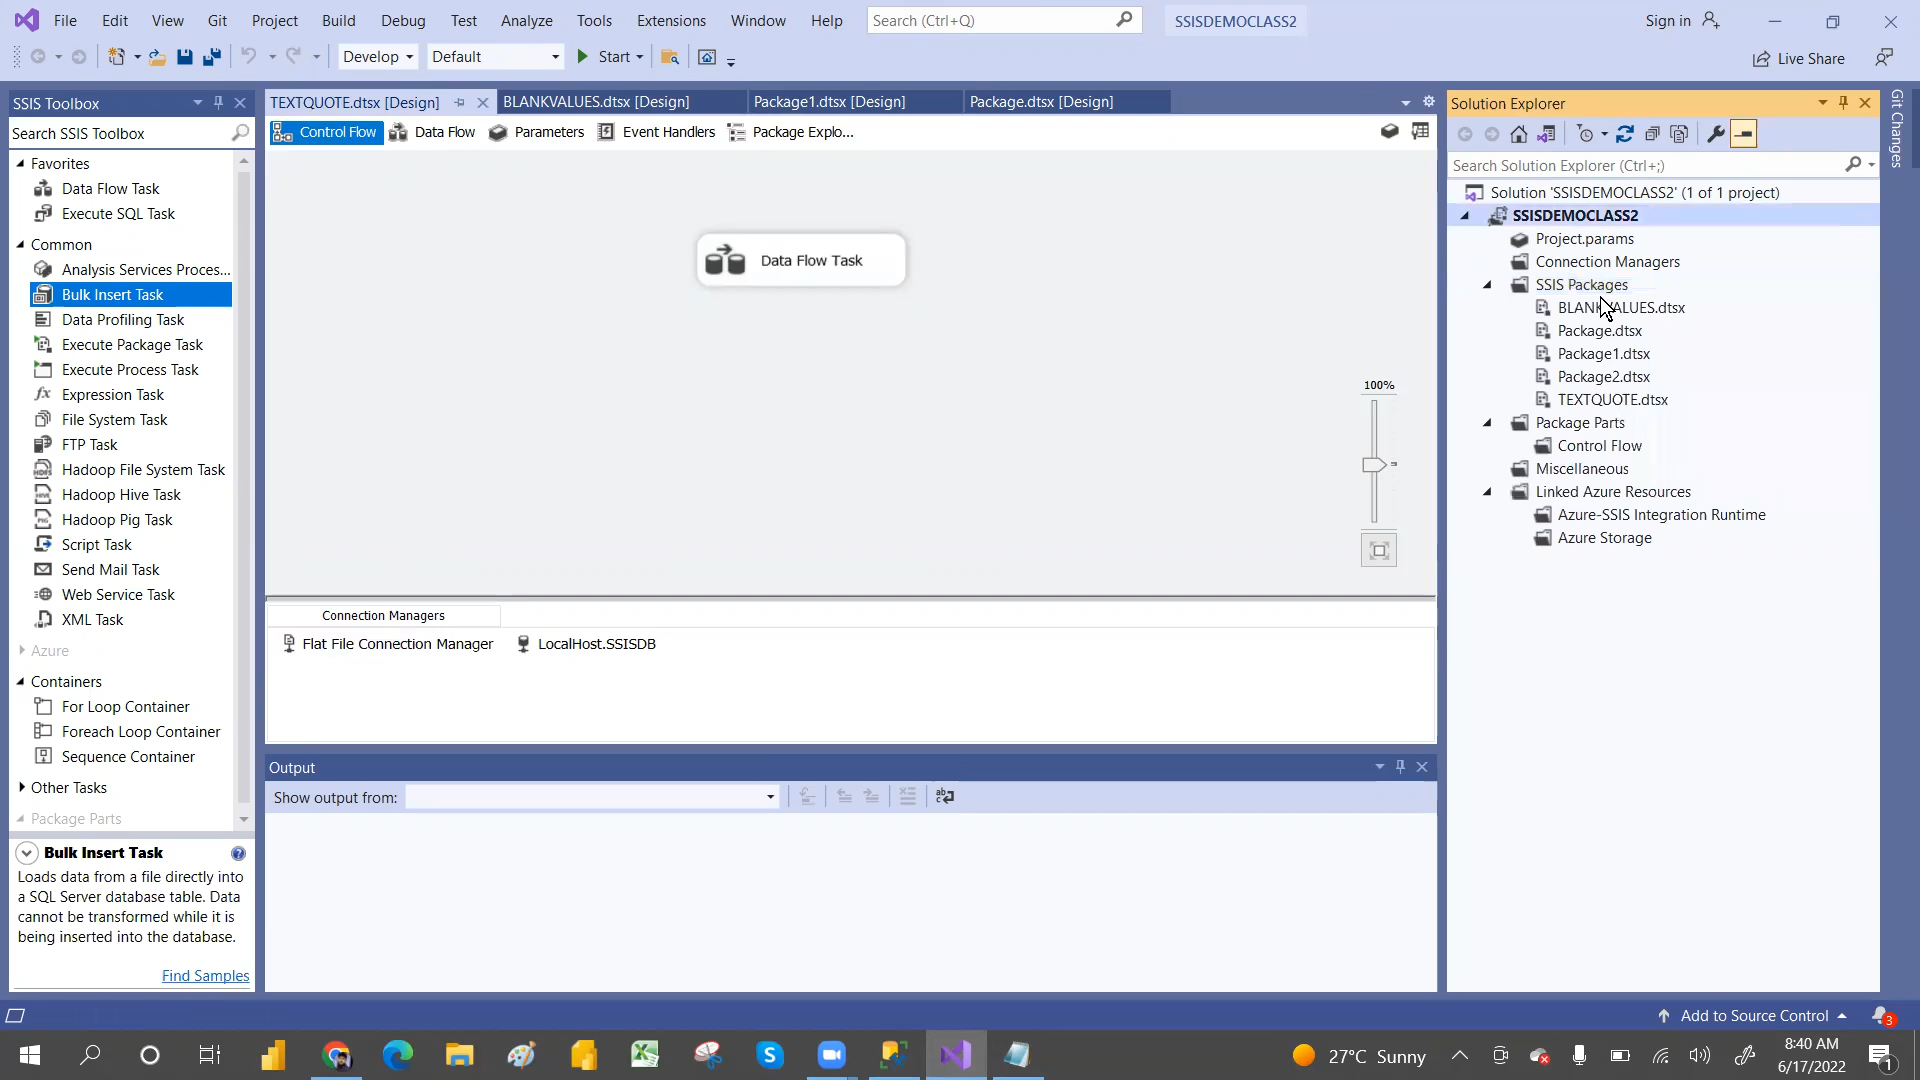 File Edit View Git Project Build Debug Test Analyze Tools Extensions Window Help Search (Ctrl+Q) SSISDEMOCLASS2 Sign in
Develop Default Start Live Share
SSIS Toolbox
Search SSIS Toolbox
Favorites
Data Flow Task
Execute SQL Task
Common
Analysis Services Proces...
Bulk Insert Task
Data Profiling Task
Execute Package Task
Execute Process Task
Expression Task
File System Task
FTP Task
Hadoop File System Task
Hadoop Hive Task
Hadoop Pig Task
Script Task
Send Mail Task
Web Service Task
XML Task
Azure
Containers
For Loop Container
Foreach Loop Container
Sequence Container
Other Tasks
Package Parts
Bulk Insert Task
Loads data from a file directly into
a SQL Server database table. Data
cannot be transformed while it is
being inserted into the database.
Find Samples
TEXTQUOTE.dtsx [Design] BLANKVALUES.dtsx [Design] Package1.dtsx [Design] Package.dtsx [Design]
Control Flow Data Flow Parameters Event Handlers Package Explo...
Data Flow Task
100%
Connection Managers
Flat File Connection Manager LocalHost.SSISDB
Output
Show output from:
Solution Explorer
Search Solution Explorer (Ctrl+;)
Solution 'SSISDEMOCLASS2' (1 of 1 project)
SSISDEMOCLASS2
Project.params
Connection Managers
SSIS Packages
BLANKVALUES.dtsx
Package.dtsx
Package1.dtsx
Package2.dtsx
TEXTQUOTE.dtsx
Package Parts
Control Flow
Miscellaneous
Linked Azure Resources
Azure-SSIS Integration Runtime
Azure Storage
Git Changes
Add to Source Control 3
27°C Sunny
8:40 AM
6/17/2022
1